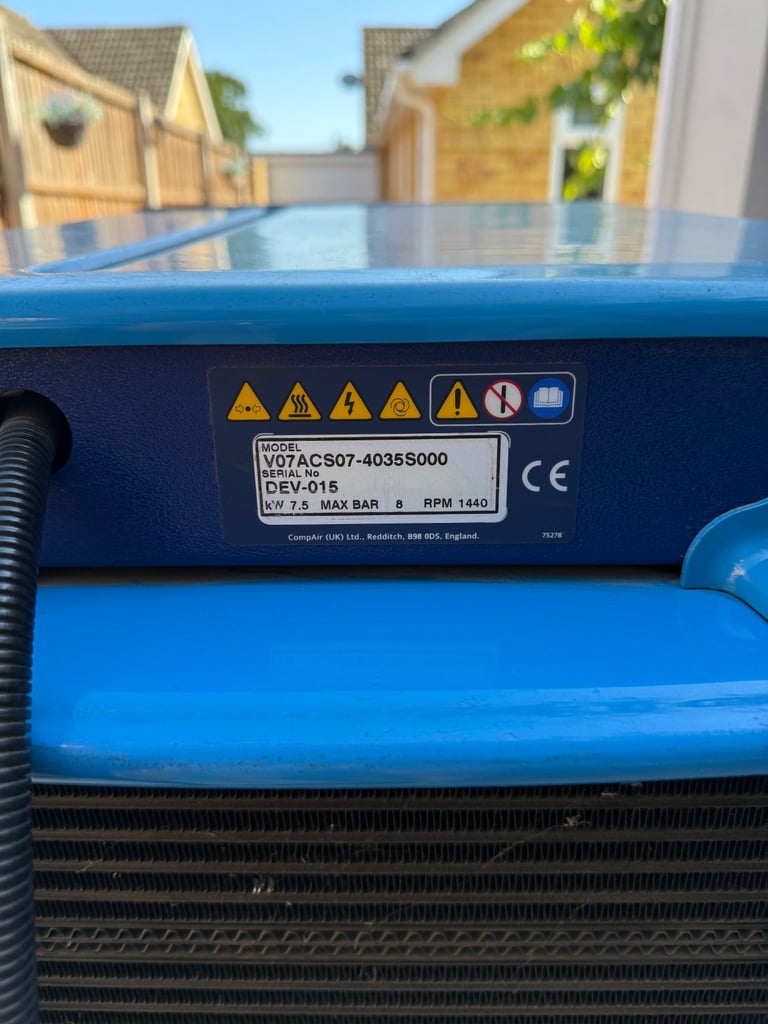 MODEL
V07ACS07-4035S000
SERIAL No
DEV-015
kW 7.5 MAX BAR 8 RPM 1440
CE
CompAir (UK) Ltd., Redditch, B98 0DS, England.
75278